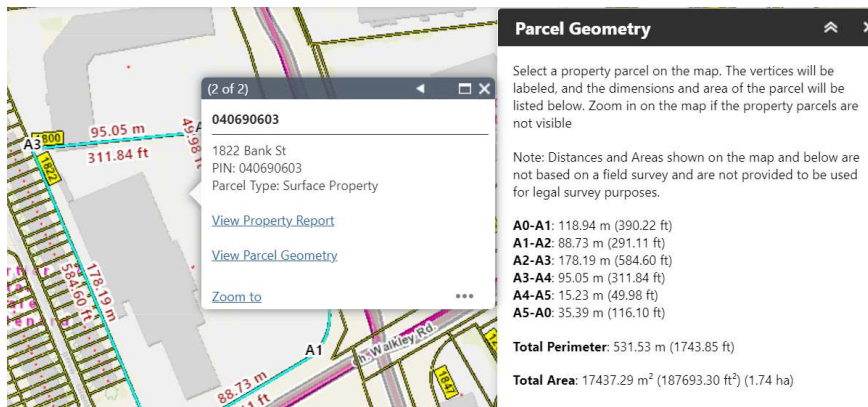 (2 of 2)
040690603
1822 Bank St
PIN: 040690603
Parcel Type: Surface Property
View Property Report
View Parcel Geometry
Zoom to
1800
A3
95.05 m
311.84 ft
1822
178.19 m
584.60 ft
A1
88.73 m
Walkley Rd.
1847
Parcel Geometry
Select a property parcel on the map. The vertices will be
labeled, and the dimensions and area of the parcel will be
listed below. Zoom in on the map if the property parcels are
not visible
Note: Distances and Areas shown on the map and below are
not based on a field survey and are not provided to be used
for legal survey purposes.
A0-A1: 118.94 m (390.22 ft)
A1-A2: 88.73 m (291.11 ft)
A2-A3: 178.19 m (584.60 ft)
A3-A4: 95.05 m (311.84 ft)
A4-A5: 15.23 m (49.98 ft)
A5-A0: 35.39 m (116.10 ft)
Total Perimeter: 531.53 m (1743.85 ft)
Total Area: 17437.29 m² (187693.30 ft²) (1.74 ha)